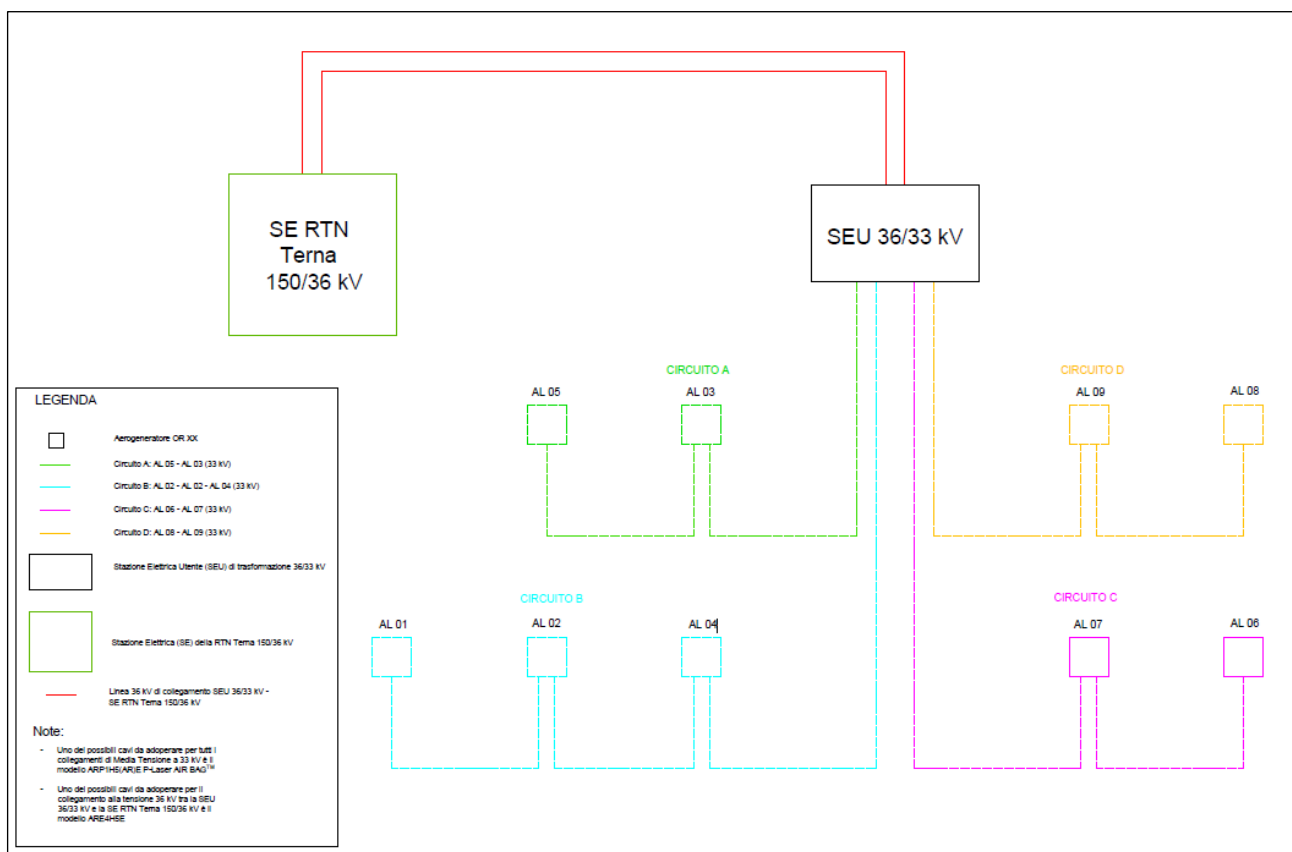 SE RTN
Terna
150/36 kV
SEU 36/33 kV
CIRCUITO A
AL 05
AL 03
CIRCUITO D
AL 09
AL 08
CIRCUITO B
AL 01
AL 02
AL 04
CIRCUITO C
AL 07
AL 06
LEGENDA
Aerogeneratore OR XX
Circuito A: AL 05 - AL 03 (33 kV)
Circuito B: AL 02 - AL 02 - AL 04 (33 kV)
Circuito C: AL 06 - AL 07 (33 kV)
Circuito D: AL 08 - AL 09 (33 kV)
Stazione Elettrica Utente (SEU) di trasformazione 36/33 kV
Stazione Elettrica (SE) della RTN Terna 150/36 kV
Linea 36 kV di collegamento SEU 36/33 kV -
SE RTN Terna 150/36 kV
Note:
- Uno dei possibili cavi da adoperare per tutti i
collegamenti di Media Tensione a 33 kV è il
modello ARP1H5(AR)E P-Laser AIR BAG™
- Uno dei possibili cavi da adoperare per il
collegamento alla tensione 36 kV tra la SEU
36/33 kV e la SE RTN Terna 150/36 kV è il
modello ARE4H5E